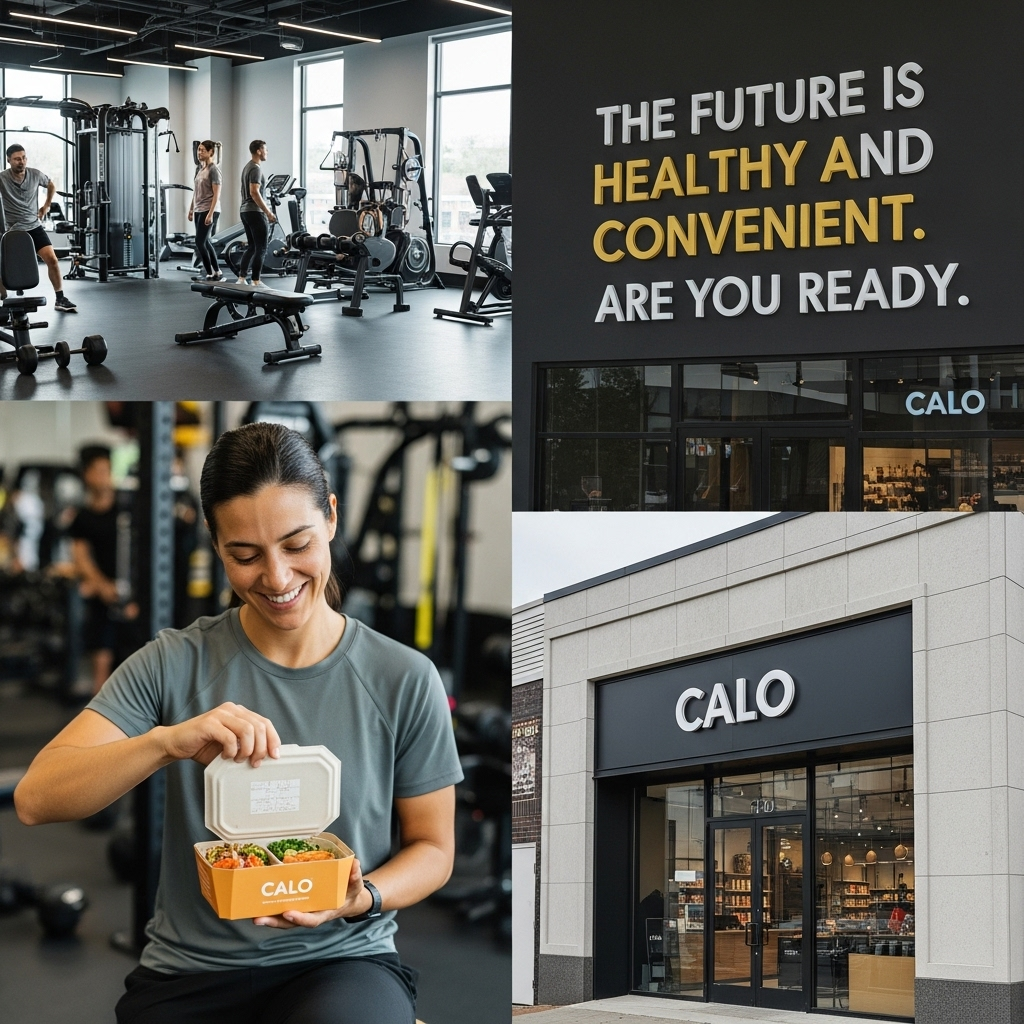 THE FUTURE IS
HEALTHY AND
CONVENIENT.
ARE YOU READY.
CALO
CALO
CALO